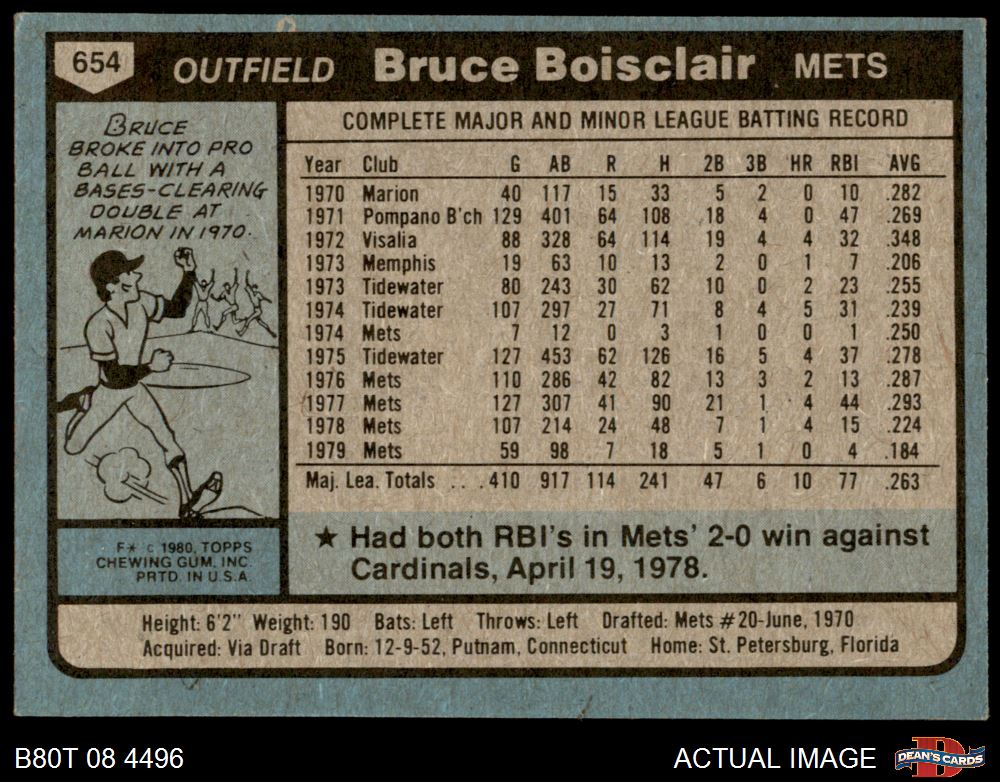 654 OUTFIELD Bruce Boisclair METS
BRUCE
BROKE INTO PRO
BALL WITH A
BASES-CLEARING
DOUBLE AT
MARION IN 1970.
F* © 1980, TOPPS
CHEWING GUM, INC.
PRTD. IN U.S.A.
COMPLETE MAJOR AND MINOR LEAGUE BATTING RECORD
Year Club G AB R H 2B 3B HR RBI AVG
1970 Marion 40 117 15 33 5 2 0 10 .282
1971 Pompano B'ch 129 401 64 108 18 4 0 47 .269
1972 Visalia 88 328 64 114 19 4 4 32 .348
1973 Memphis 19 63 10 13 2 0 1 7 .206
1973 Tidewater 80 243 30 62 10 0 2 23 .255
1974 Tidewater 107 297 27 71 8 4 5 31 .239
1974 Mets 7 12 0 3 1 0 0 1 .250
1975 Tidewater 127 453 62 126 16 5 4 37 .278
1976 Mets 110 286 42 82 13 3 2 13 .287
1977 Mets 127 307 41 90 21 1 4 44 .293
1978 Mets 107 214 24 48 7 1 4 15 .224
1979 Mets 59 98 7 18 5 1 0 4 .184
Maj. Lea. Totals . . . 410 917 114 241 47 6 10 77 .263
★ Had both RBI's in Mets' 2-0 win against
Cardinals, April 19, 1978.
Height: 6'2" Weight: 190 Bats: Left Throws: Left Drafted: Mets #20-June, 1970
Acquired: Via Draft Born: 12-9-52, Putnam, Connecticut Home: St. Petersburg, Florida
B80T 08 4496 ACTUAL IMAGE D DEAN'S CARDS